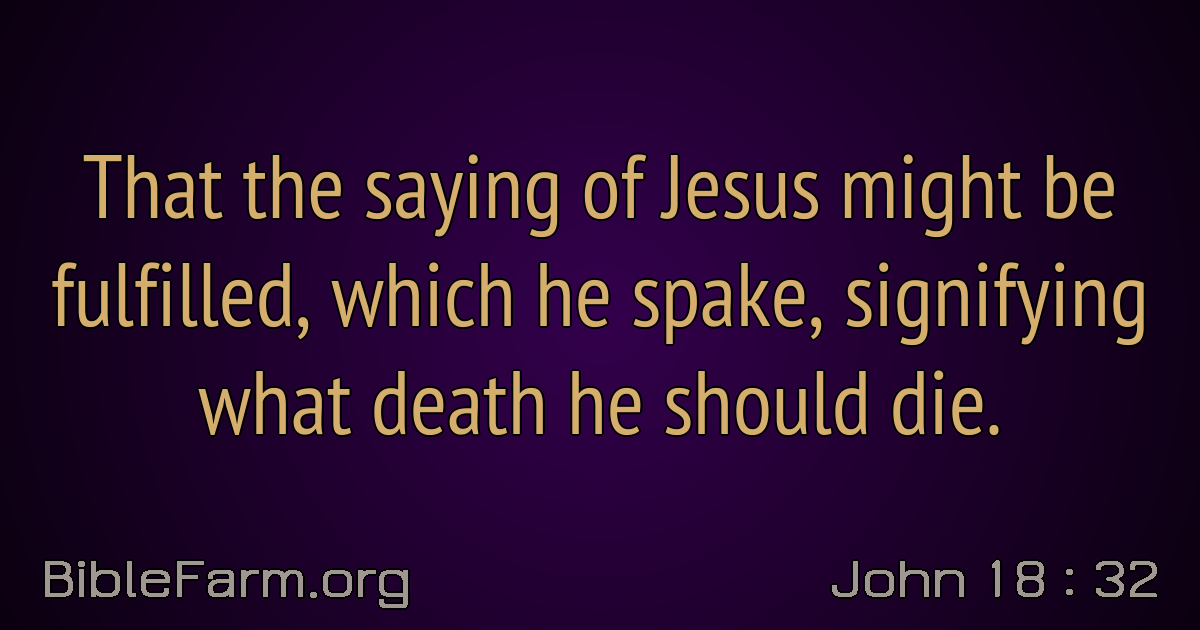 That the saying of Jesus might be
fulfilled, which he spake, signifying
what death he should die.
BibleFarm.org
John 18 : 32